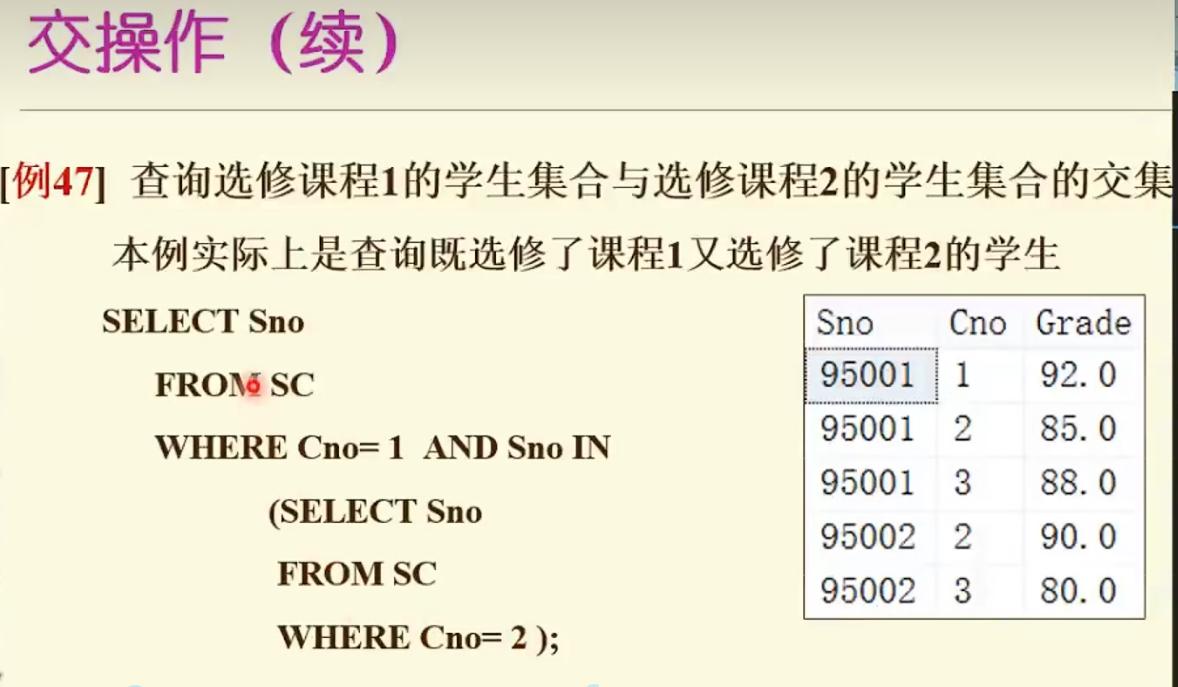 交操作（续）
[例47] 查询选修课程1的学生集合与选修课程2的学生集合的交集
本例实际上是查询既选修了课程1又选修了课程2的学生
SELECT Sno
FROM SC
WHERE Cno= 1 AND Sno IN
(SELECT Sno
FROM SC
WHERE Cno= 2 );
Sno Cno Grade
95001 1 92.0
95001 2 85.0
95001 3 88.0
95002 2 90.0
95002 3 80.0